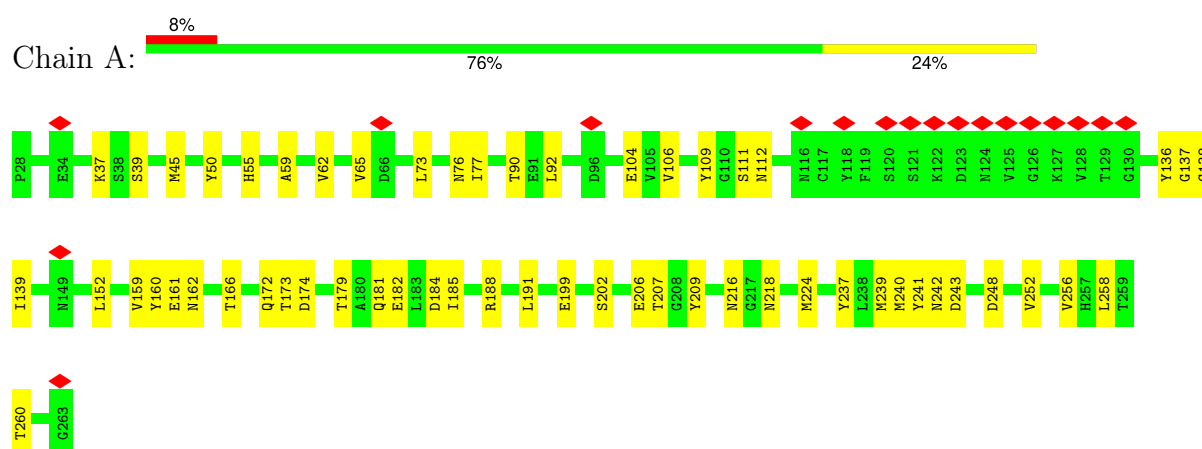 8%
Chain A:
76% 24%
P28 E34 K37 S38 S39 M45 Y50 H55 A59 V62 V65 D66 L73 N76 I77 T90 E91 L92 D96 E104 V105 V106 Y109 G110 S111 N112 N116 C117 Y118 F119 S120 S121 K122 D123 N124 V125 G126 K127 V128 T129 G130 Y136 G137
I139 N149 L152 V159 Y160 E161 N162 T166 Q172 T173 D174 T179 A180 Q181 E182 L183 D184 I185 R188 L191 E199 S202 E206 T207 G208 Y209 N216 G217 N218 M224 Y237 L238 M239 M240 Y241 N242 D243 D248 V252 V256 H257 L258 T259
T260 G263